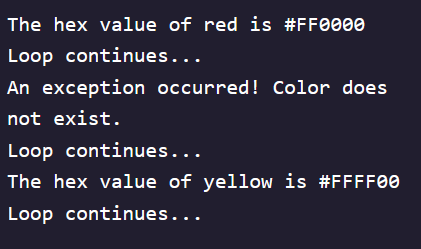 The hex value of red is #FF0000
Loop continues...
An exception occurred! Color does
not exist.
Loop continues...
The hex value of yellow is #FFFF00
Loop continues...